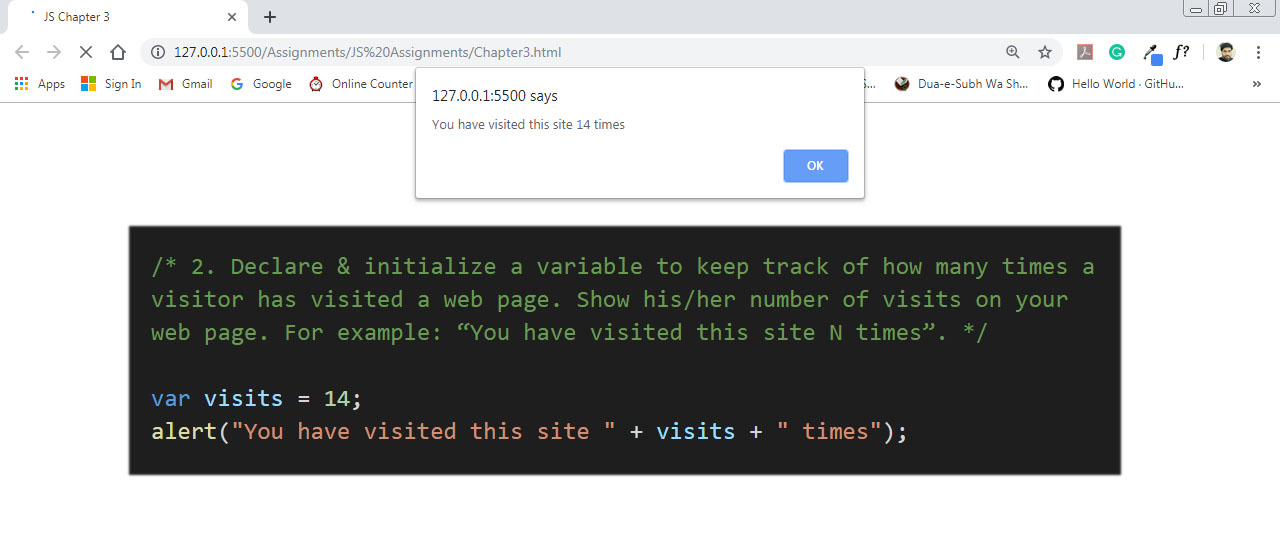 JS Chapter 3
127.0.0.1:5500/Assignments/JS%20Assignments/Chapter3.html
f?
Apps Sign In Gmail Google Online Counter S... Dua-e-Subh Wa Sh... Hello World · GitHu... »
127.0.0.1:5500 says
You have visited this site 14 times
OK
/* 2. Declare & initialize a variable to keep track of how many times a
visitor has visited a web page. Show his/her number of visits on your
web page. For example: “You have visited this site N times”. */
var visits = 14;
alert("You have visited this site " + visits + " times");